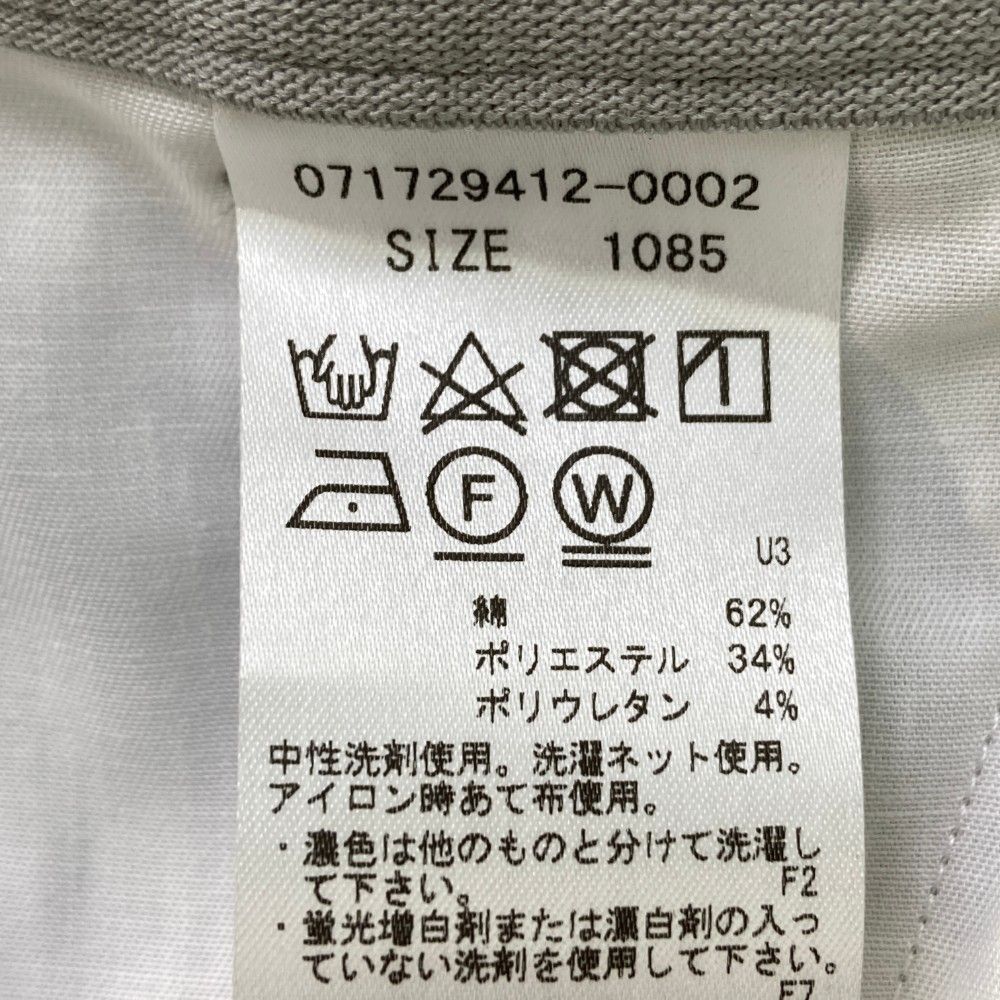 071729412-0002
SIZE 1085
1
F
W
U3
綿 62%
ポリエステル 34%
ポリウレタン 4%
中性洗剤使用。洗濯ネット使用。
アイロン時あて布使用。
・濃色は他のものと分けて洗濯し
て下さい。 F2
・蛍光増白剤または漂白剤の入っ
ていない洗剤を使用して下さい。
F7